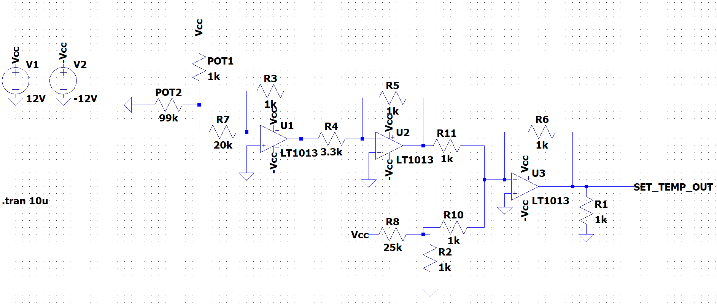 Vcc
POT1
1k
Vcc
V1
12V
-Vcc
V2
-12V
POT2
99k
R3
1k
R7
20k
Vcc
U1
-Vcc
LT1013
R4
3.3k
R5
1k
Vcc
U2
-Vcc
LT1013
R11
1k
R6
1k
Vcc
U3
-Vcc
LT1013
SET_TEMP_OUT
R1
1k
.tran 10u
Vcc
R8
25k
R10
1k
R2
1k